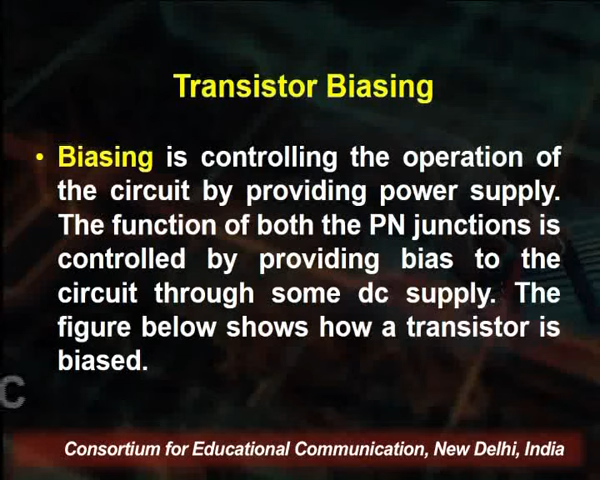 Transistor Biasing
• Biasing is controlling the operation of
the circuit by providing power supply.
The function of both the PN junctions is
controlled by providing bias to the
circuit through some dc supply. The
figure below shows how a transistor is
biased.
C
Consortium for Educational Communication, New Delhi, India